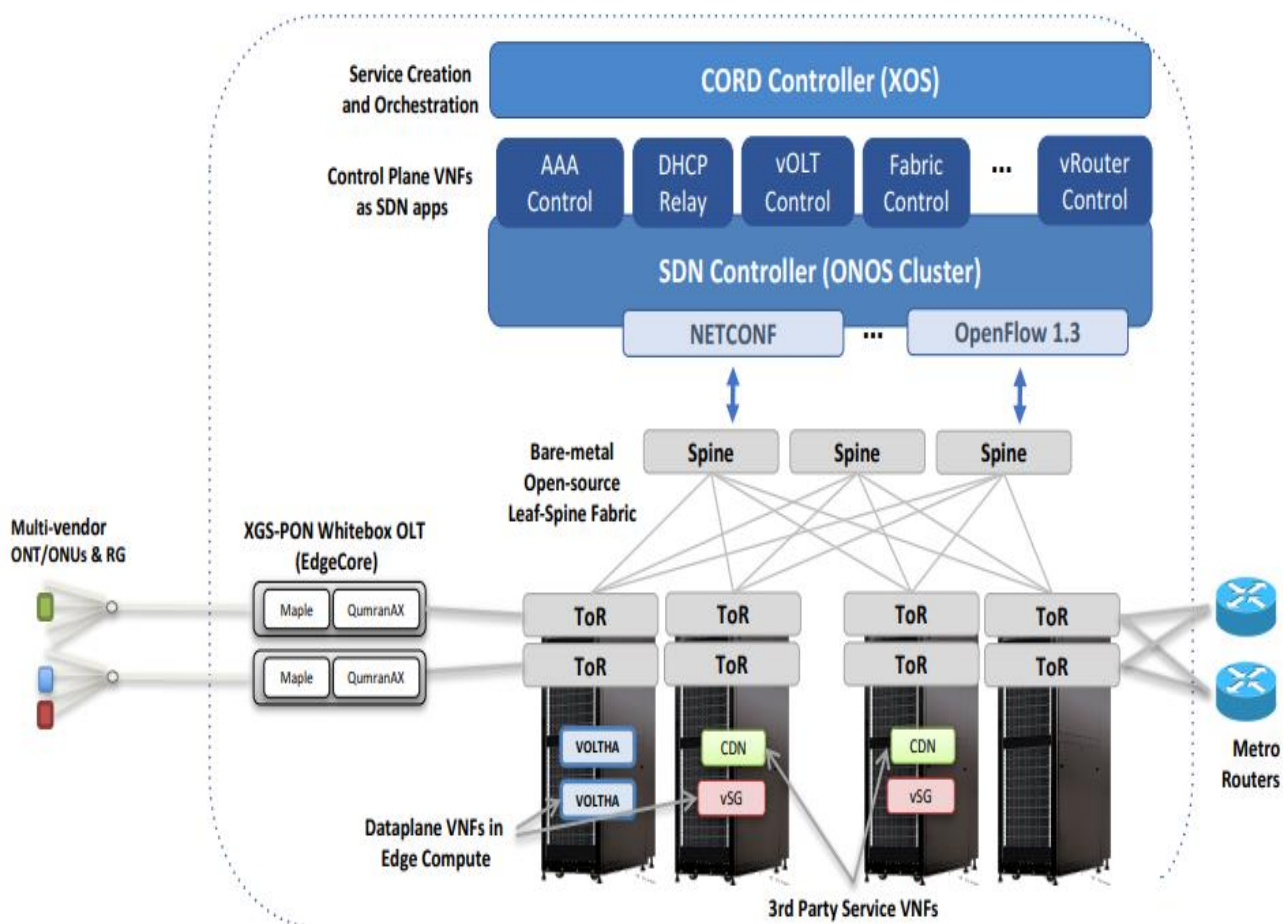 Service Creation
and Orchestration
CORD Controller (XOS)
Control Plane VNFs
as SDN apps
AAA
Control
DHCP
Relay
vOLT
Control
Fabric
Control
...
vRouter
Control
SDN Controller (ONOS Cluster)
NETCONF
...
OpenFlow 1.3
Bare-metal
Open-source
Leaf-Spine Fabric
Spine
Spine
Spine
Multi-vendor
ONT/ONUs & RG
XGS-PON Whitebox OLT
(EdgeCore)
Maple
QumranAX
Maple
QumranAX
ToR
ToR
ToR
ToR
ToR
ToR
ToR
ToR
VOLTHA
CDN
CDN
VOLTHA
vSG
vSG
Metro
Routers
Dataplane VNFs in
Edge Compute
3rd Party Service VNFs